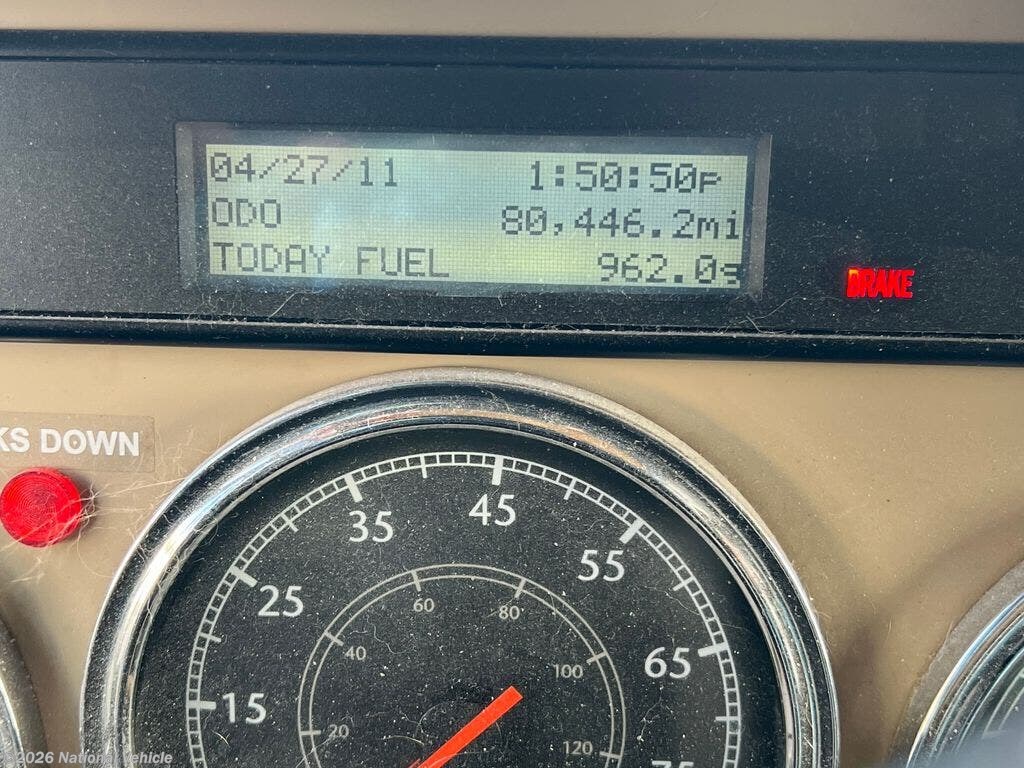 04/27/11 1:50:50P
ODO 80,446.2mi
TODAY FUEL 962.0g
BRAKE
KS DOWN
45
35
55
60
80
25
40
65
100
15
20
120
75
©2026 National Vehicle